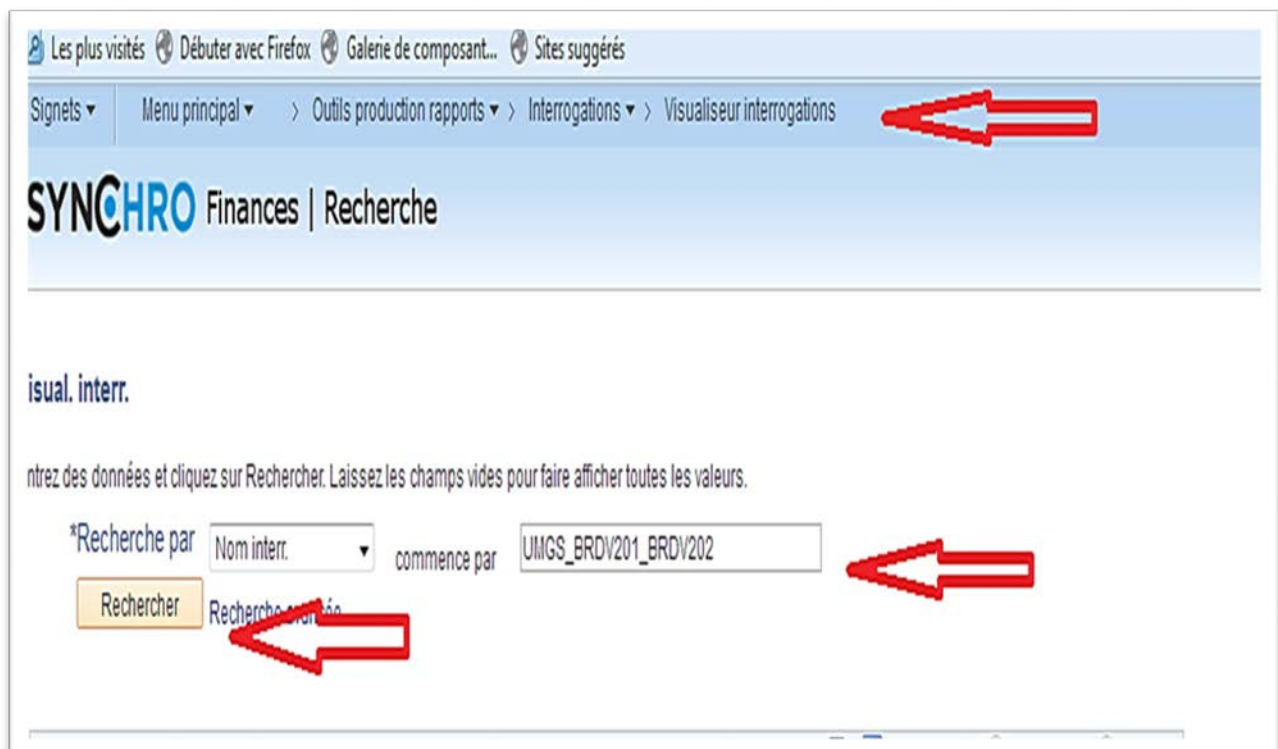 Les plus visités Débuter avec Firefox Galerie de composant... Sites suggérés
Signets ▾ Menu principal ▾ > Outils production rapports ▾ > Interrogations ▾ > Visualiseur interrogations
SYNCHRO Finances | Recherche
isual. interr.
ntrez des données et cliquez sur Rechercher. Laissez les champs vides pour faire afficher toutes les valeurs.
*Recherche par Nom interr. ▾ commence par UMGS_BRDV201_BRDV202
Rechercher Recherche